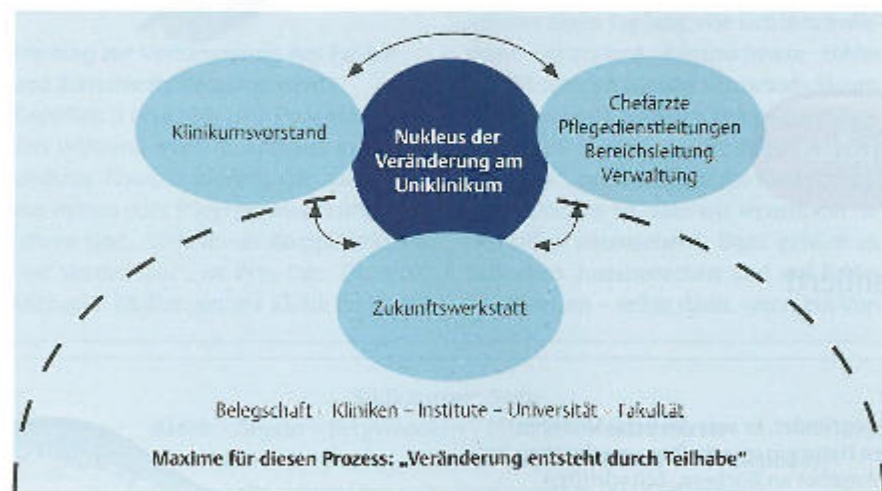 Klinikumsvorstand
Nukleus der
Veränderung am
Uniklinikum
Chefärzte
Pflegedienstleitungen
Bereichsleitung
Verwaltung
Zukunftswerkstatt
Belegschaft - Kliniken – Institute – Universität - Fakultät
Maxime für diesen Prozess: „Veränderung entsteht durch Teilhabe“